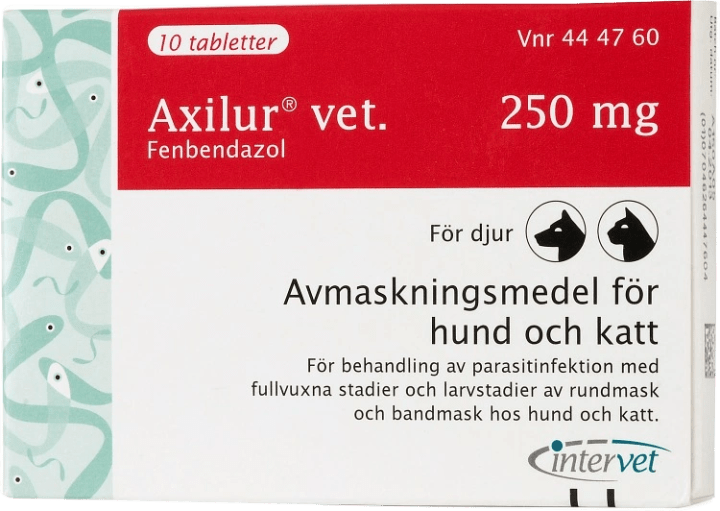 10 tabletter
Vnr 44 47 60
Axilur® vet.
250 mg
Fenbendazol
För djur
Avmaskningsmedel för
hund och katt
För behandling av parasitinfektion med
fullvuxna stadier och larvstadier av rundmask
och bandmask hos hund och katt.
intervet